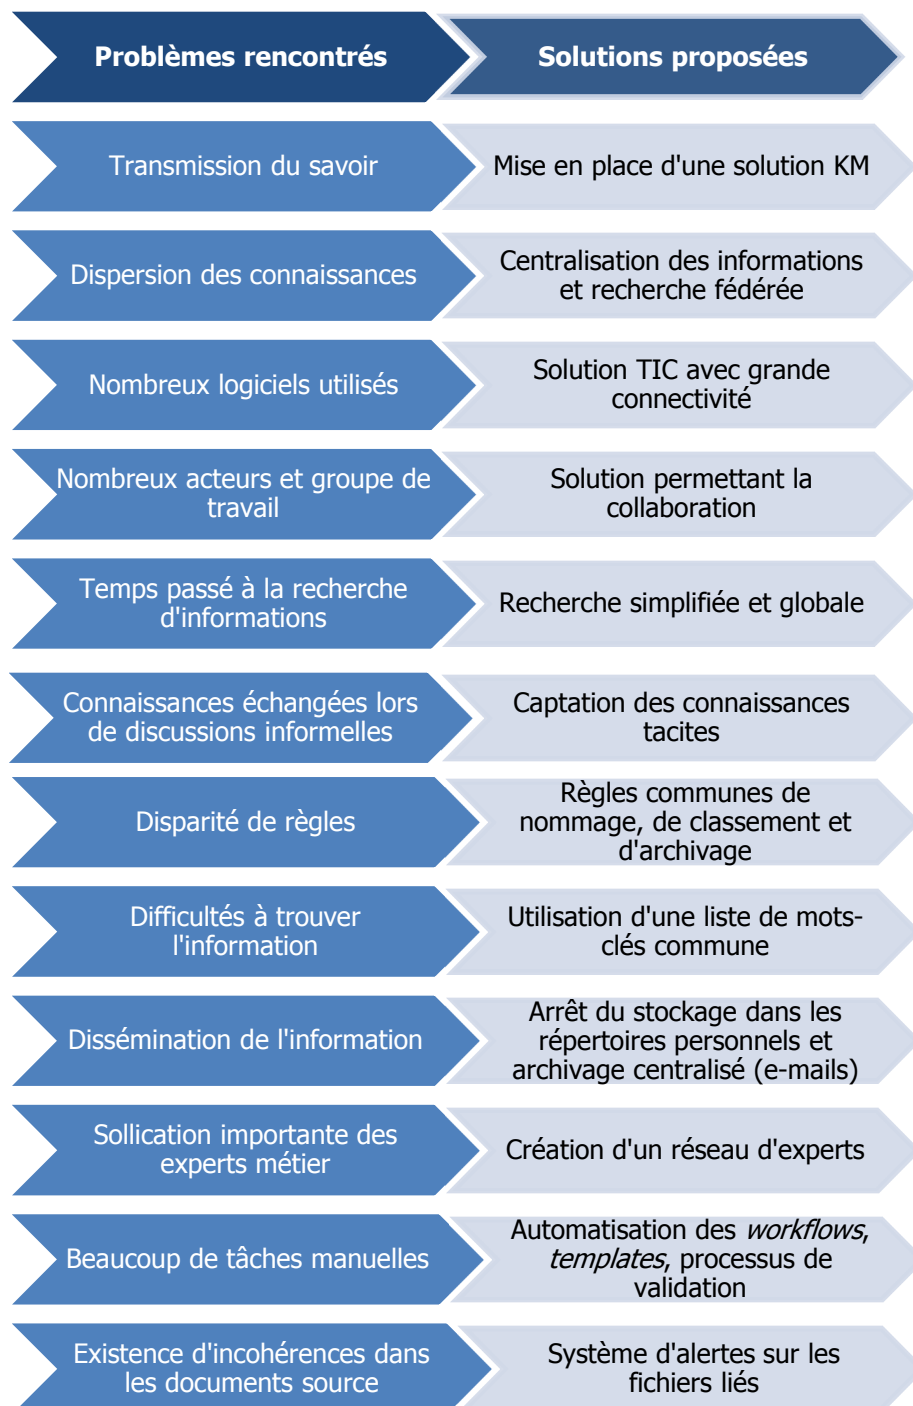 Problèmes rencontrés
Solutions proposées
Transmission du savoir
Mise en place d'une solution KM
Dispersion des connaissances
Centralisation des informations
et recherche fédérée
Nombreux logiciels utilisés
Solution TIC avec grande
connectivité
Nombreux acteurs et groupe de
travail
Solution permettant la
collaboration
Temps passé à la recherche
d'informations
Recherche simplifiée et globale
Connaissances échangées lors
de discussions informelles
Captation des connaissances
tacites
Disparité de règles
Règles communes de
nommage, de classement et
d'archivage
Difficultés à trouver
l'information
Utilisation d'une liste de mots-
clés commune
Dissémination de l'information
Arrêt du stockage dans les
répertoires personnels et
archivage centralisé (e-mails)
Sollication importante des
experts métier
Création d'un réseau d'experts
Beaucoup de tâches manuelles
Automatisation des workflows,
templates, processus de
validation
Existence d'incohérences dans
les documents source
Système d'alertes sur les
fichiers liés